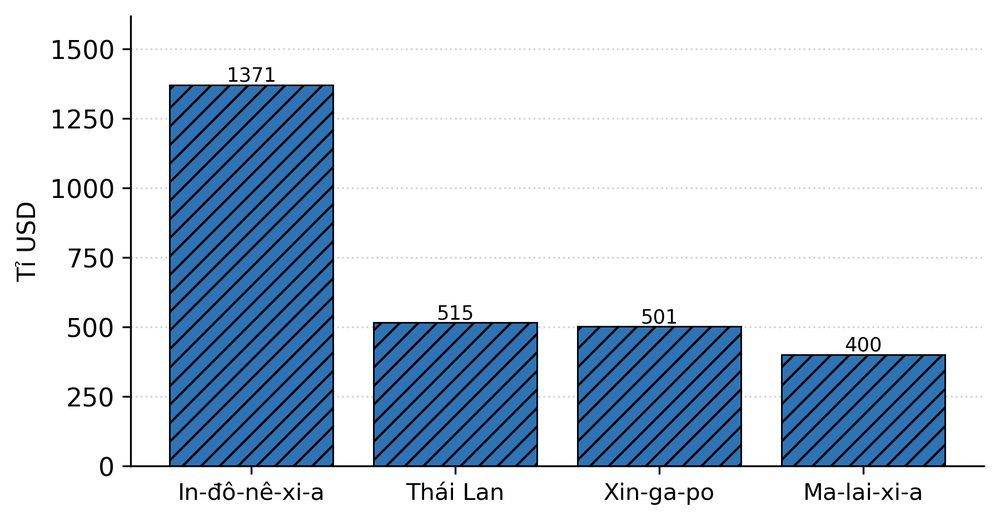 Tỉ USD
1500
1250
1000
750
500
250
0
1371
515
501
400
In-đô-nê-xi-a
Thái Lan
Xin-ga-po
Ma-lai-xi-a